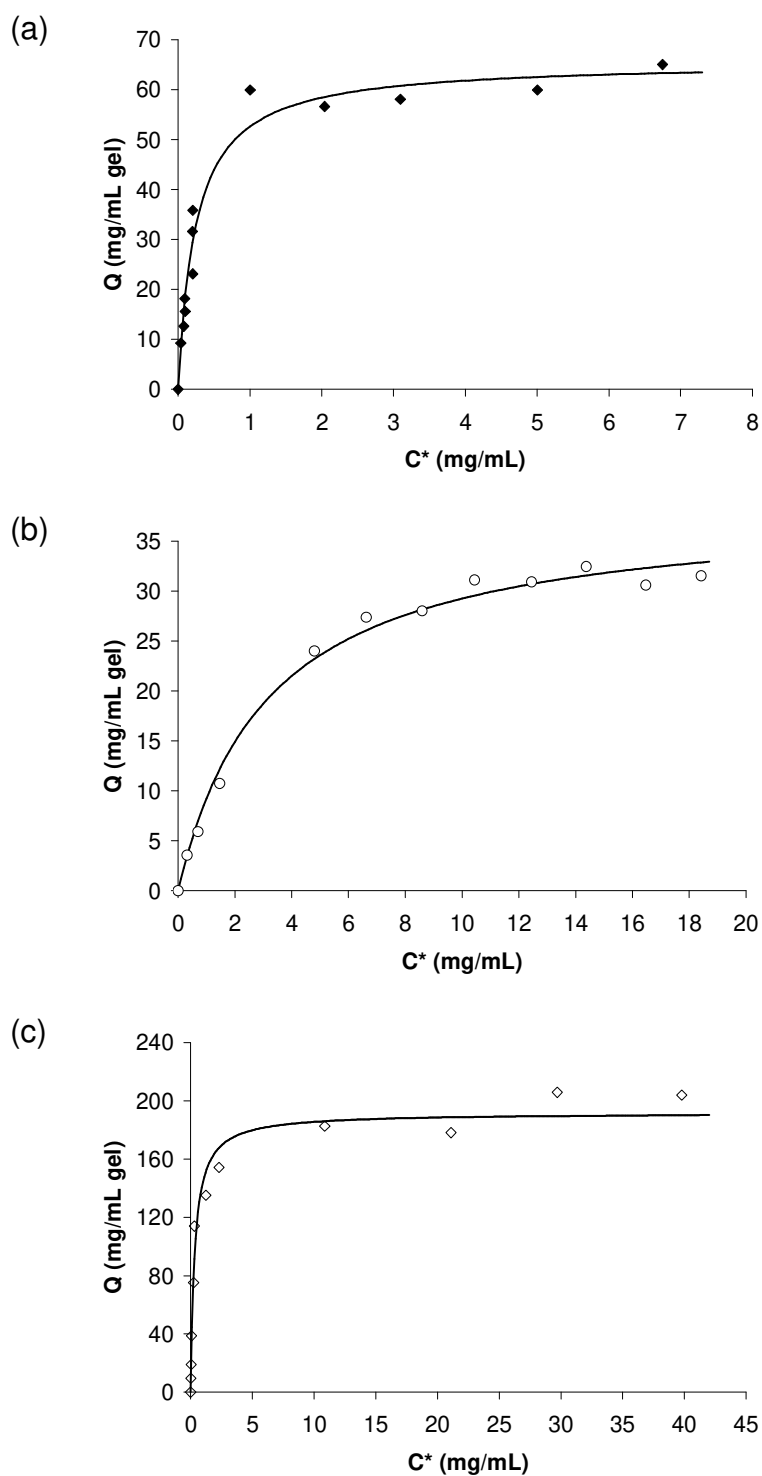 (a)
70
60
50
40
30
20
10
0
Q (mg/mL gel)
0 1 2 3 4 5 6 7 8
C* (mg/mL)
(b)
35
30
25
20
15
10
5
0
Q (mg/mL gel)
0 2 4 6 8 10 12 14 16 18 20
C* (mg/mL)
(c)
240
200
160
120
80
40
0
Q (mg/mL gel)
0 5 10 15 20 25 30 35 40 45
C* (mg/mL)